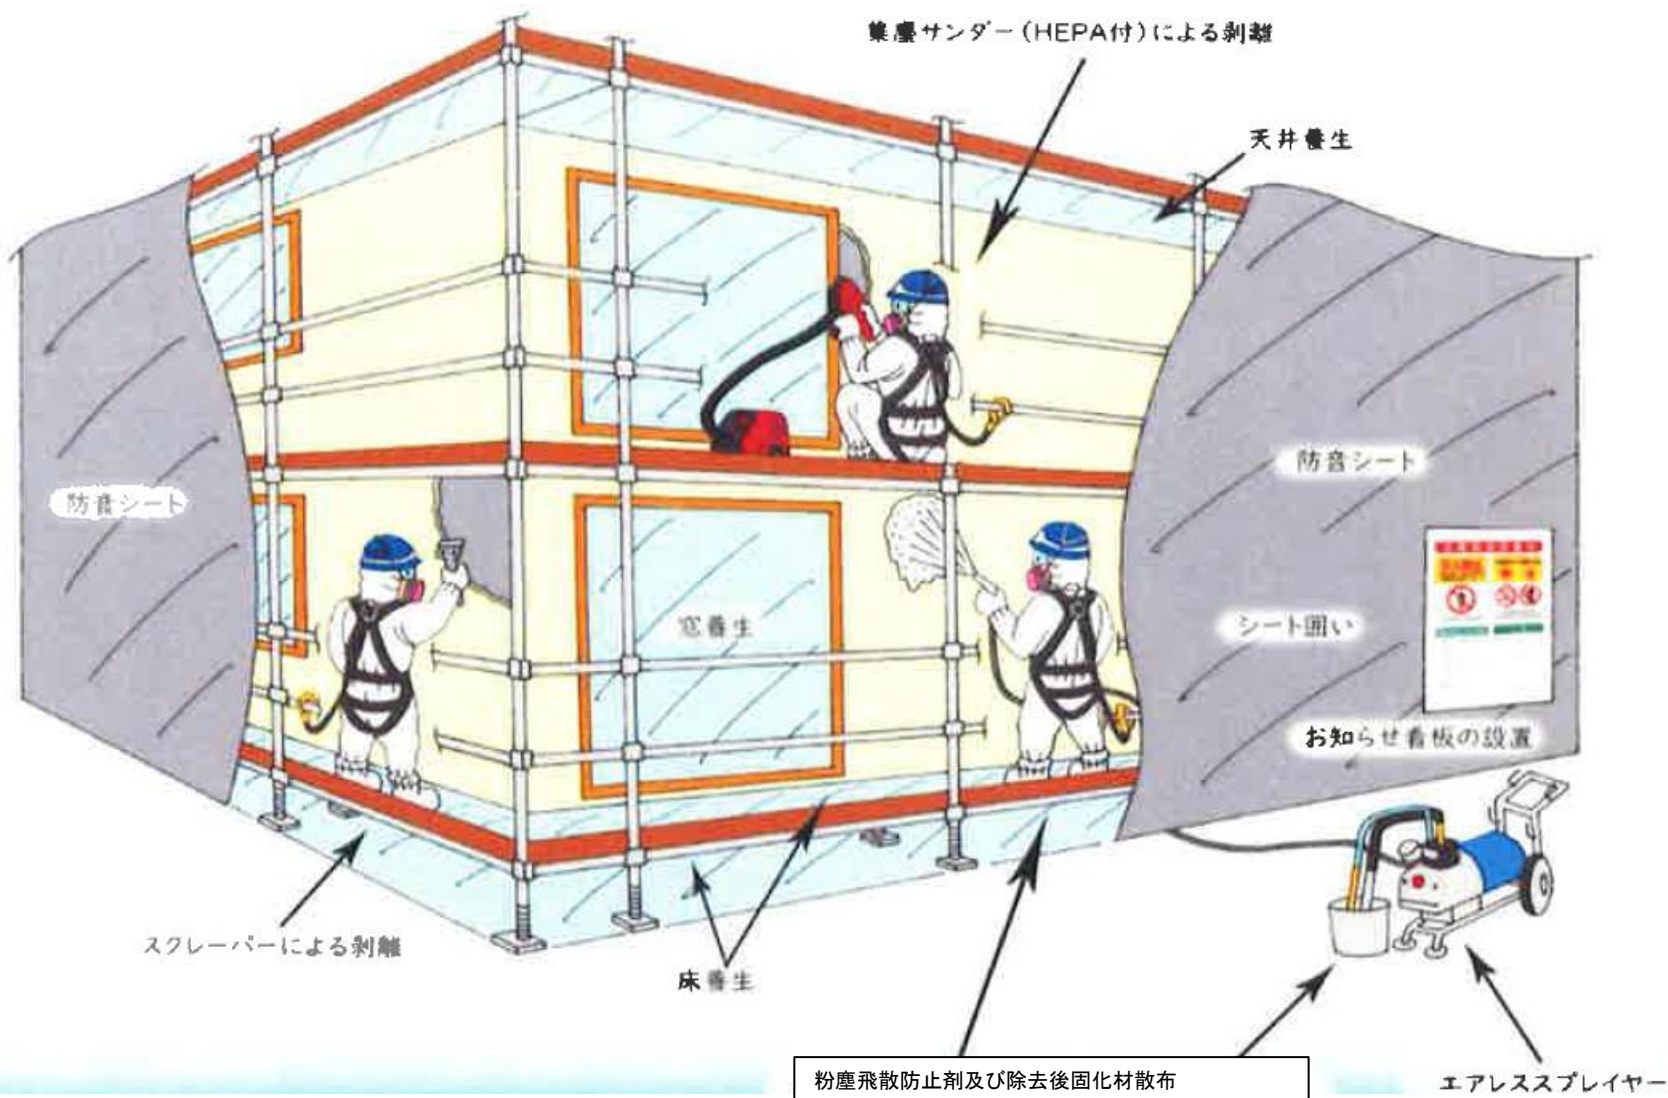 集塵サンダー(HEPA付)による剥離
天井養生
防音シート
防音シート
窓養生
シート囲い
お知らせ看板の設置
スクレーパーによる剥離
床養生
粉塵飛散防止剤及び除去後固化材散布
エアレススプレイヤー